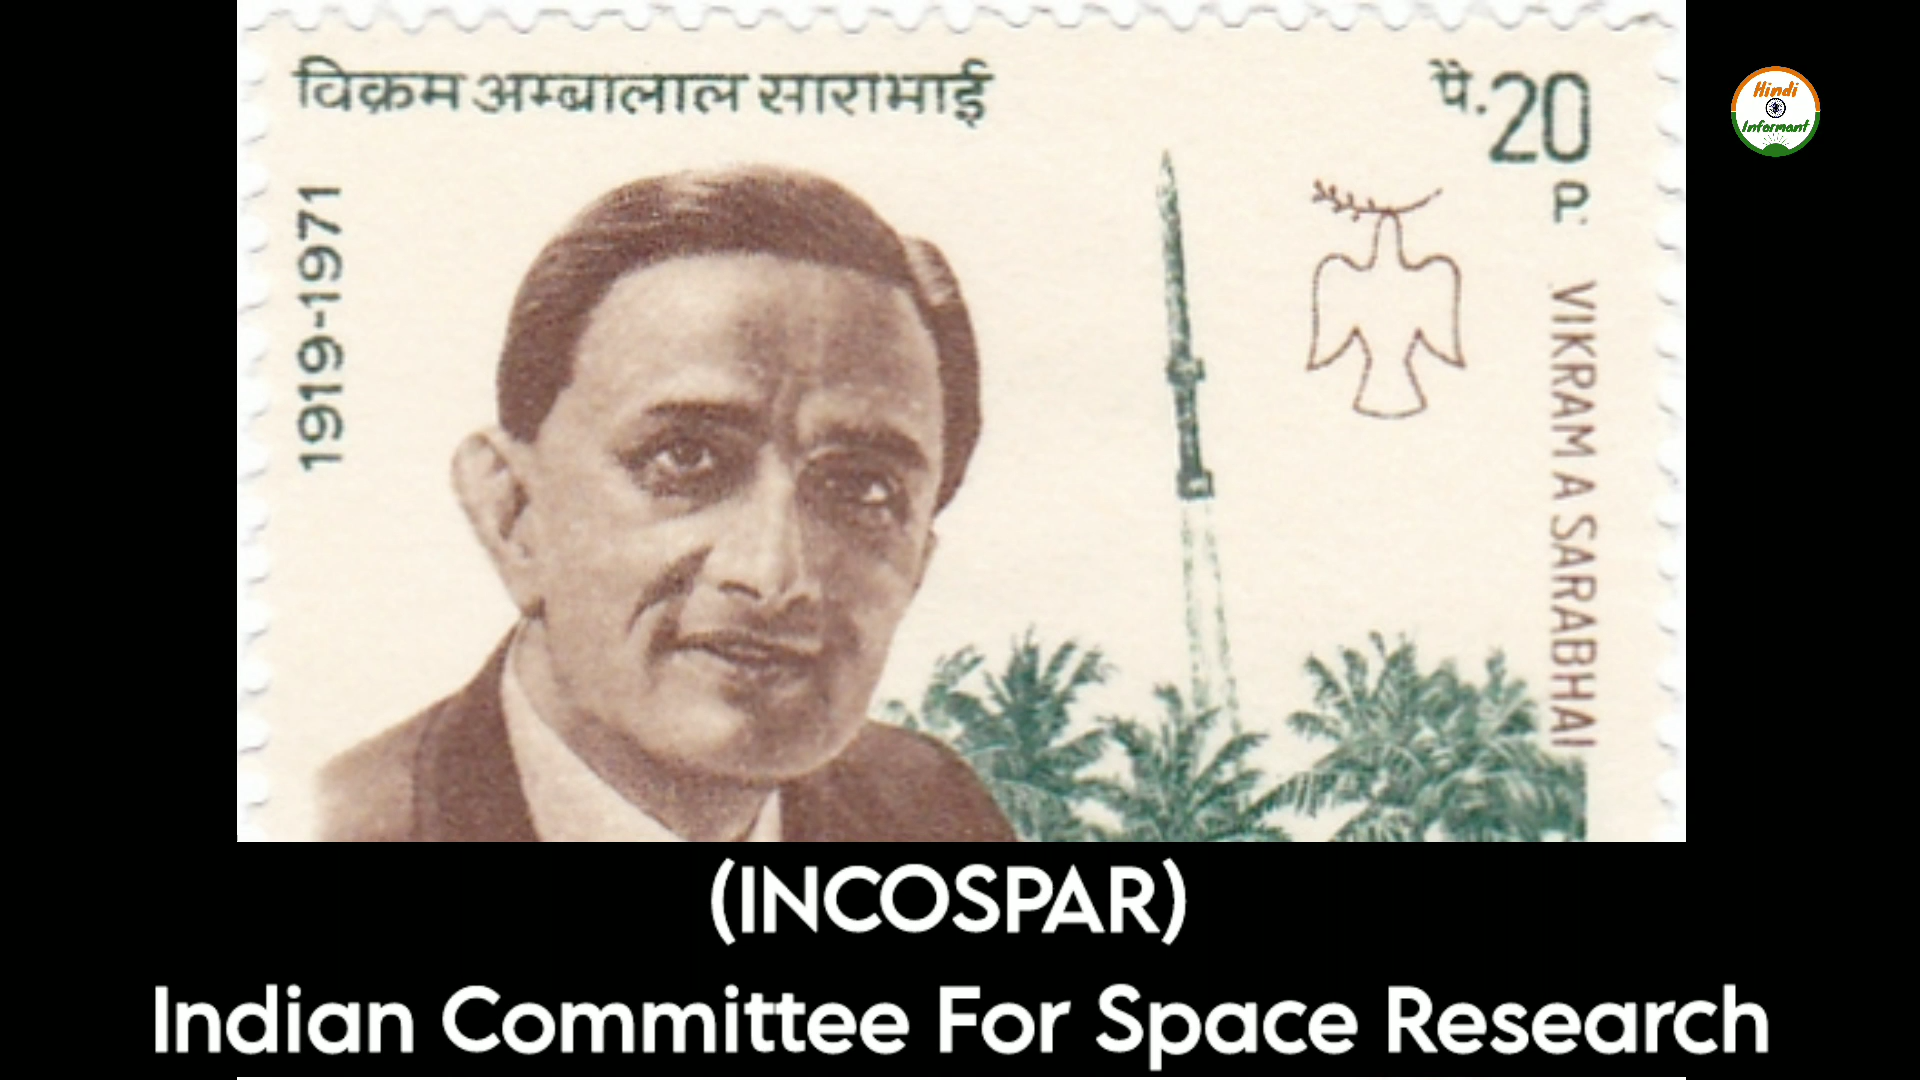 विक्रम अम्बालाल साराभाई
पै.20
P.
1919-1971
VIKRAM A SARABHAI
Hindi
Informant
(INCOSPAR)
Indian Committee For Space Research